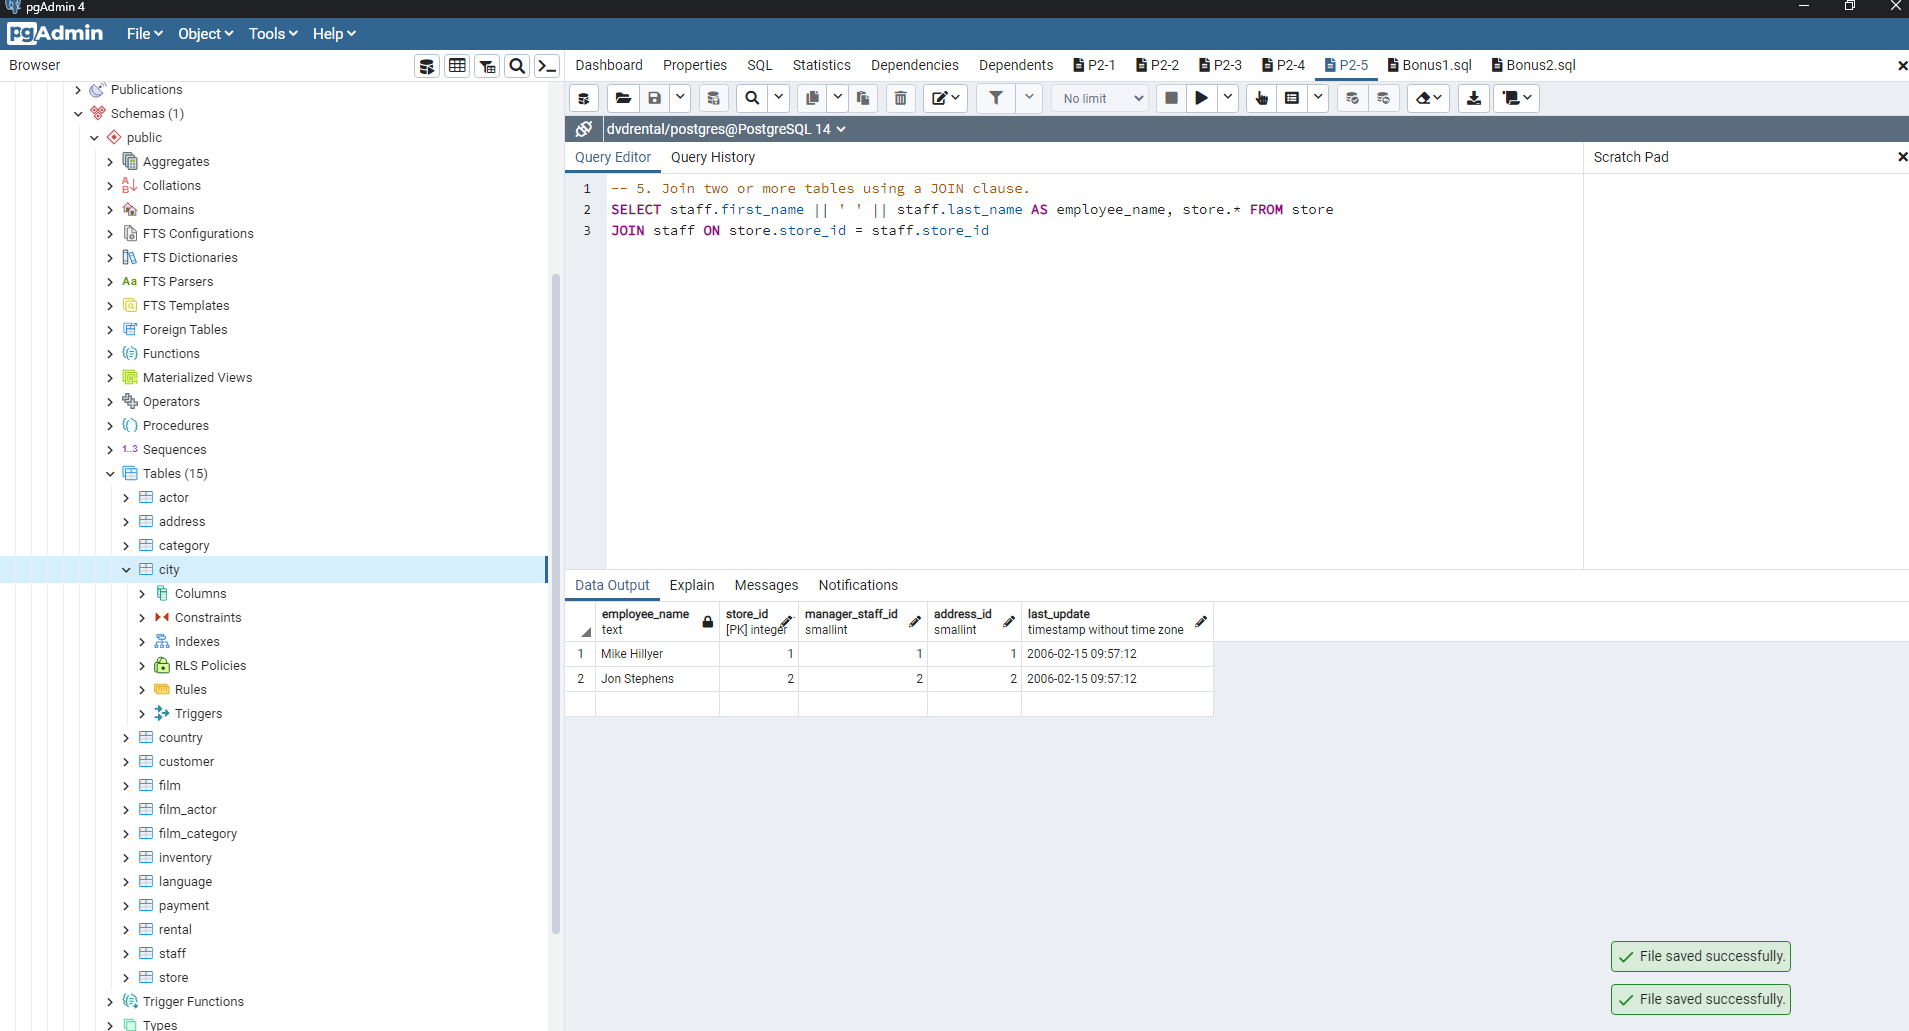 pgAdmin 4
pgAdmin File Object Tools Help
Browser
Dashboard Properties SQL Statistics Dependencies Dependents P2-1 P2-2 P2-3 P2-4 P2-5 Bonus1.sql Bonus2.sql
No limit
dvdrental/postgres@PostgreSQL 14
Query Editor Query History
Scratch Pad
1 -- 5. Join two or more tables using a JOIN clause.
2 SELECT staff.first_name || ' ' || staff.last_name AS employee_name, store.* FROM store
3 JOIN staff ON store.store_id = staff.store_id
Publications
Schemas (1)
public
Aggregates
Collations
Domains
FTS Configurations
FTS Dictionaries
Aa FTS Parsers
FTS Templates
Foreign Tables
Functions
Materialized Views
Operators
Procedures
1..3 Sequences
Tables (15)
actor
address
category
city
Columns
Constraints
Indexes
RLS Policies
Rules
Triggers
country
customer
film
film_actor
film_category
inventory
language
payment
rental
staff
store
Trigger Functions
Types
Data Output Explain Messages Notifications
employee_name store_id manager_staff_id address_id last_update
text [PK] integer smallint smallint timestamp without time zone
1 Mike Hillyer 1 1 1 2006-02-15 09:57:12
2 Jon Stephens 2 2 2 2006-02-15 09:57:12
File saved successfully.
File saved successfully.